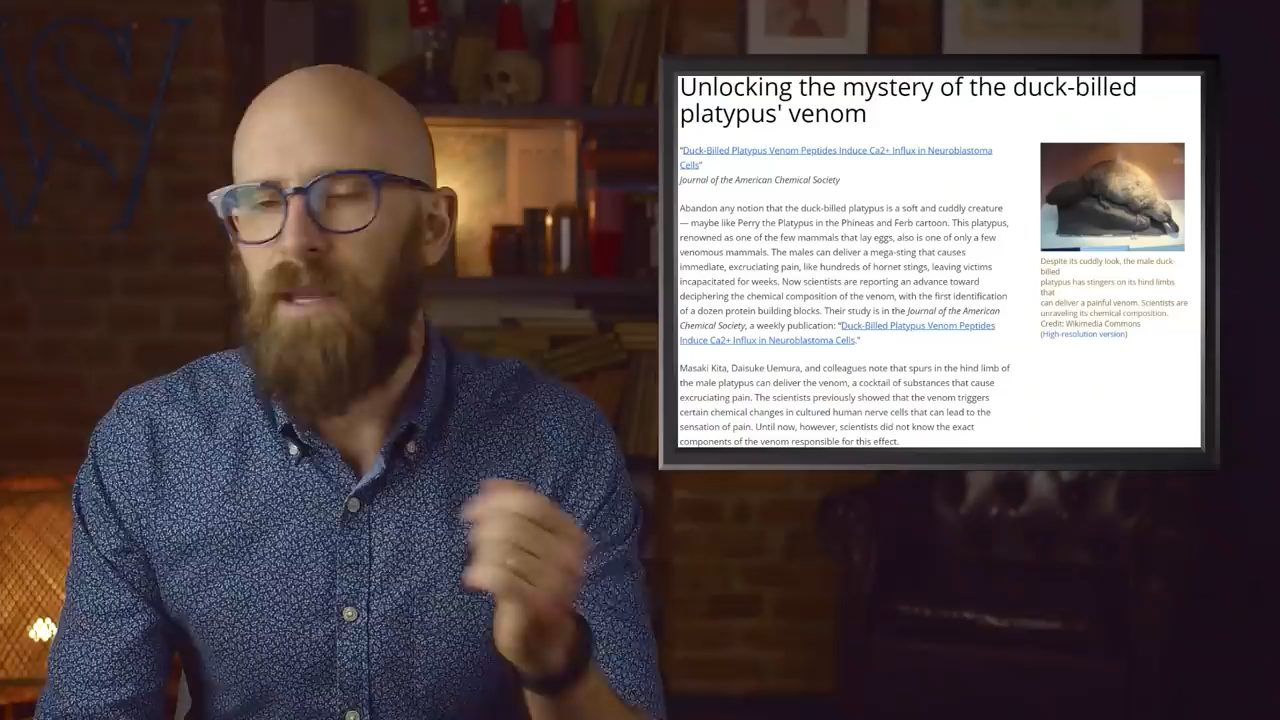 Unlocking the mystery of the duck-billed
platypus' venom
"Duck-Billed Platypus Venom Peptides Induce Ca2+ Influx in Neuroblastoma
Cells"
Journal of the American Chemical Society
Abandon any notion that the duck-billed platypus is a soft and cuddly creature
— maybe like Perry the Platypus in the Phineas and Ferb cartoon. This platypus,
renowned as one of the few mammals that lay eggs, also is one of only a few
venomous mammals. The males can deliver a mega-sting that causes
immediate, excruciating pain, like hundreds of hornet stings, leaving victims
incapacitated for weeks. Now scientists are reporting an advance toward
deciphering the chemical composition of the venom, with the first identification
of a dozen protein building blocks. Their study is in the Journal of the American
Chemical Society, a weekly publication: "Duck-Billed Platypus Venom Peptides
Induce Ca2+ Influx in Neuroblastoma Cells."
Masaki Kita, Daisuke Uemura, and colleagues note that spurs in the hind limb of
the male platypus can deliver the venom, a cocktail of substances that cause
excruciating pain. The scientists previously showed that the venom triggers
certain chemical changes in cultured human nerve cells that can lead to the
sensation of pain. Until now, however, scientists did not know the exact
components of the venom responsible for this effect.
Despite its cuddly look, the male duck-
billed
platypus has stingers on its hind limbs
that
can deliver a painful venom. Scientists are
unraveling its chemical composition.
Credit: Wikimedia Commons
(High-resolution version)